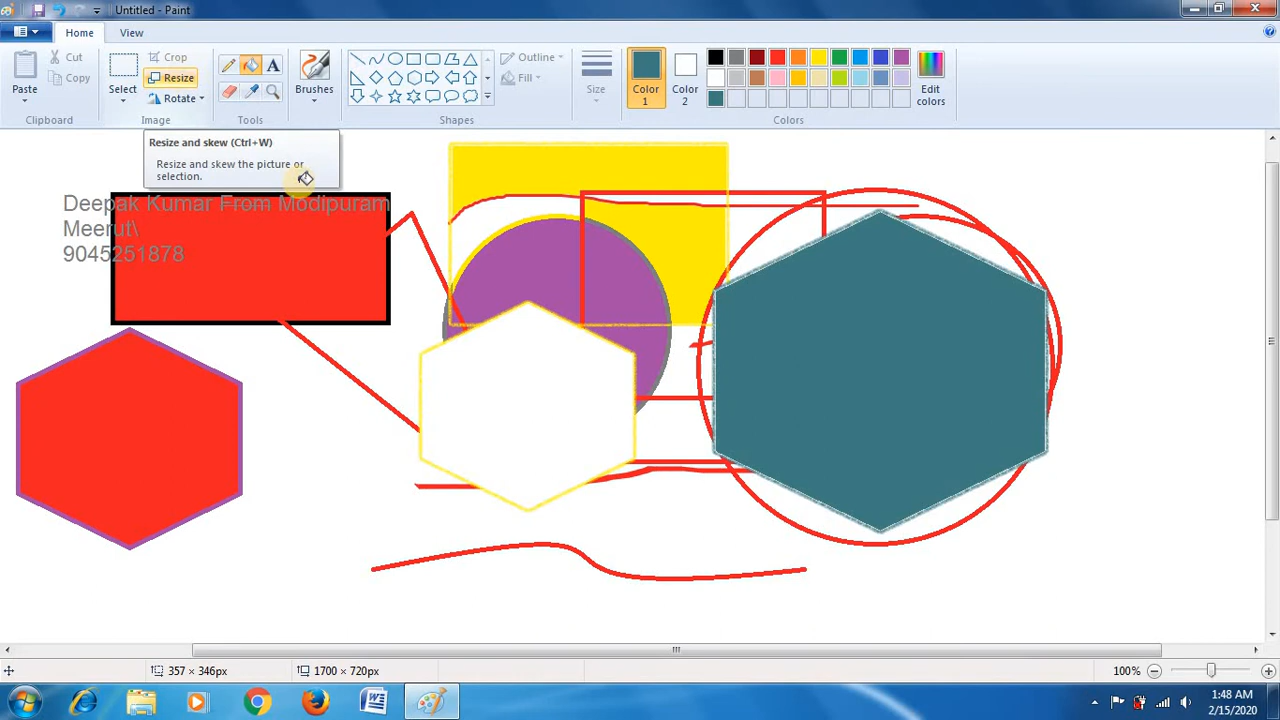 Untitled - Paint
Home
View
Paste
Cut
Copy
Clipboard
Select
Crop
Resize
Rotate
Image
A
Tools
Brushes
Shapes
Outline
Fill
Size
Color 1
Color 2
Edit colors
Colors
Resize and skew (Ctrl+W)
Resize and skew the picture or
selection.
Deepak Kumar From Modipuram
Meerut\
9045251878
357 × 346px
1700 × 720px
100%
1:48 AM
2/15/2020